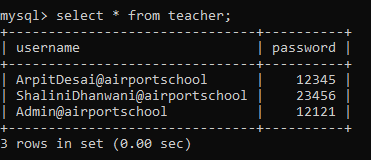 mysql> select * from teacher;
+------------------------------+----------+
| username                     | password |
+------------------------------+----------+
| ArpitDesai@airportschool     |    12345 |
| ShaliniDhanwani@airportschool |    23456 |
| Admin@airportschool          |    12121 |
+------------------------------+----------+
3 rows in set (0.00 sec)